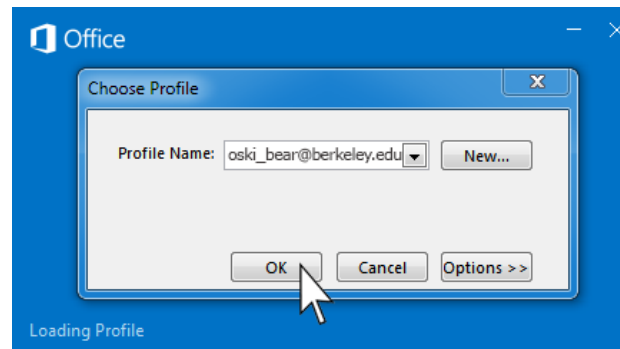 Office
Choose Profile
Profile Name: oski_bear@berkeley.edu New...
OK Cancel Options >>
Loading Profile